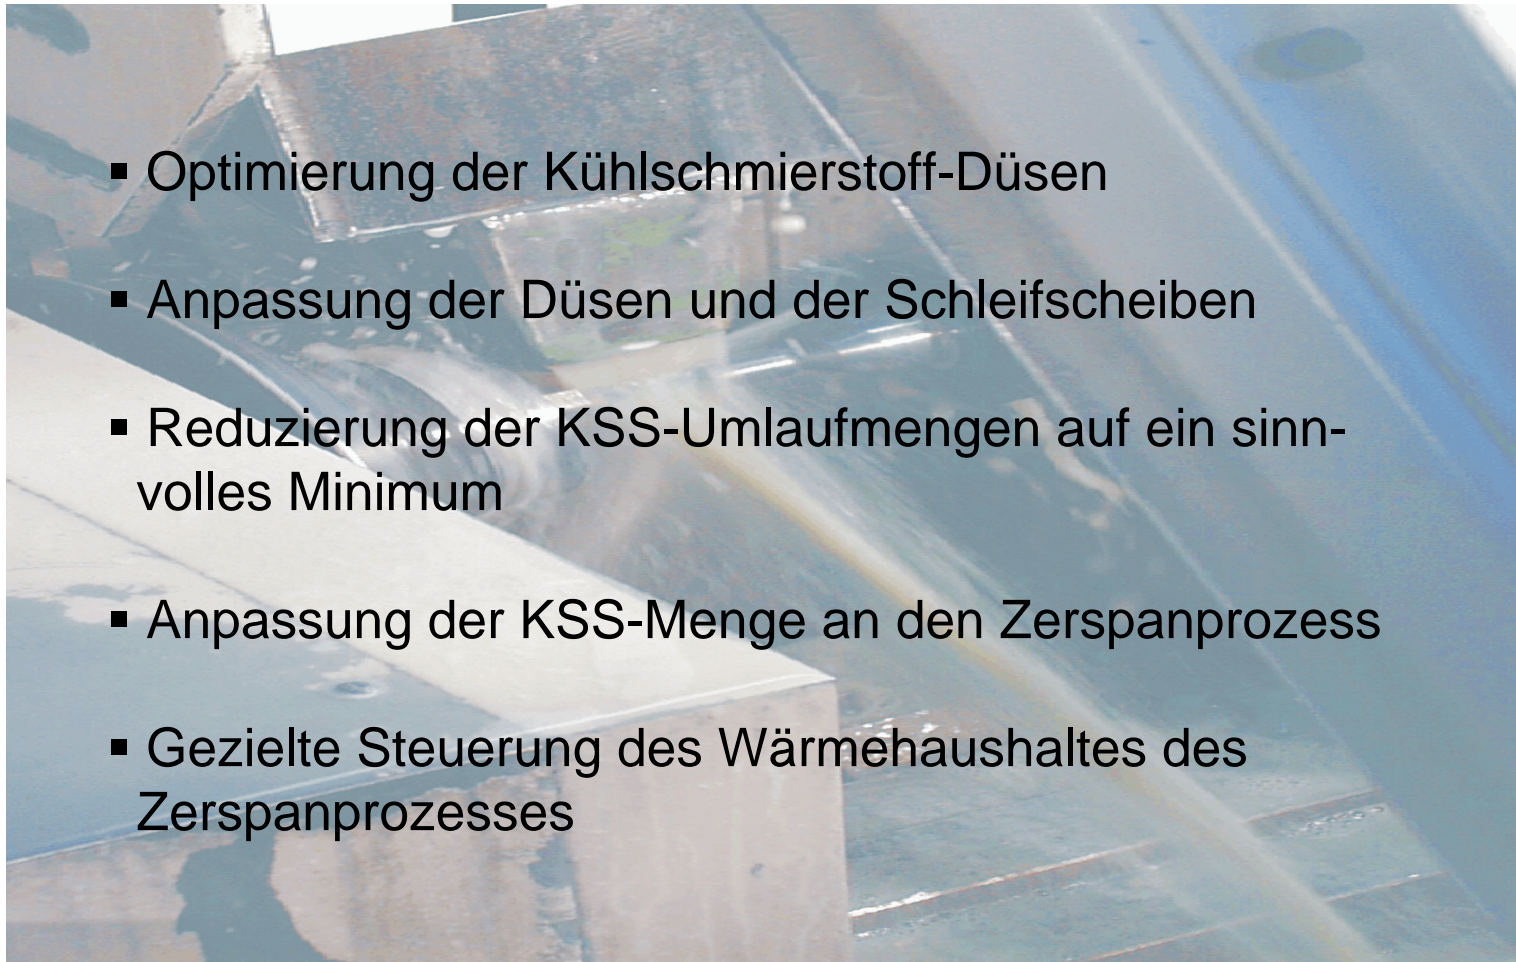 ▪ Optimierung der Kühlschmierstoff-Düsen
▪ Anpassung der Düsen und der Schleifscheiben
▪ Reduzierung der KSS-Umlaufmengen auf ein sinn-
volles Minimum
▪ Anpassung der KSS-Menge an den Zerspanprozess
▪ Gezielte Steuerung des Wärmehaushaltes des
Zerspanprozesses